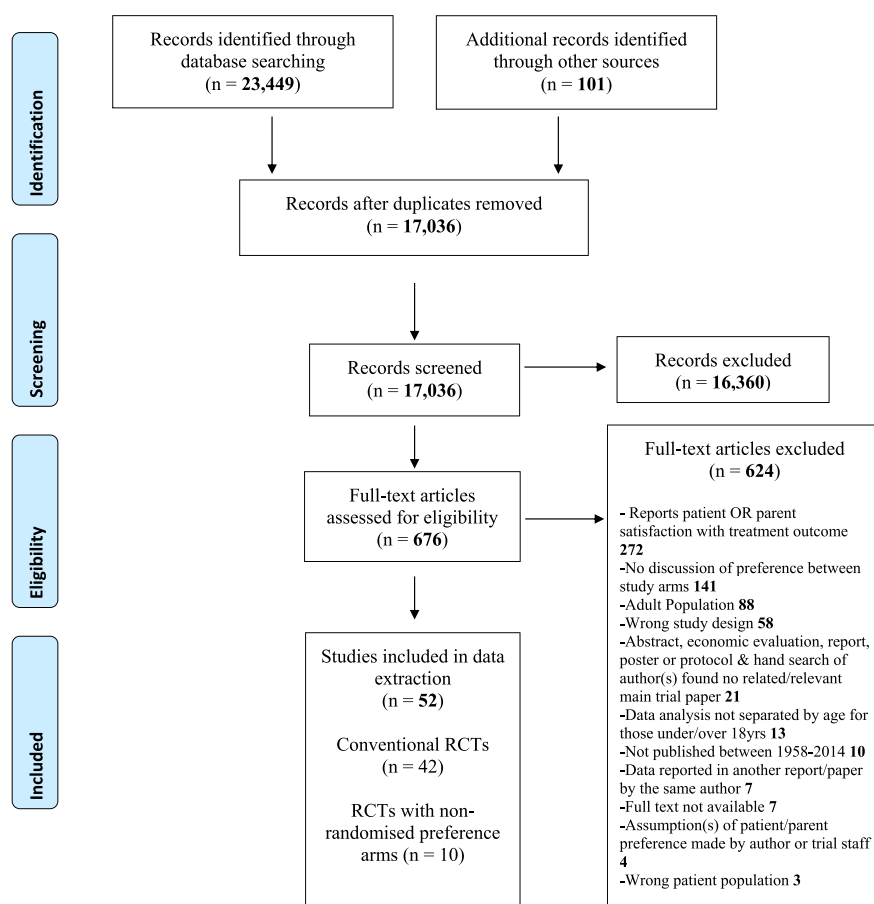 Identification
Records identified through
database searching
(n = 23,449)
Additional records identified
through other sources
(n = 101)
Records after duplicates removed
(n = 17,036)
Screening
Records screened
(n = 17,036)
Records excluded
(n = 16,360)
Eligibility
Full-text articles
assessed for eligibility
(n = 676)
Full-text articles excluded
(n = 624)
- Reports patient OR parent
satisfaction with treatment outcome
272
-No discussion of preference between
study arms 141
-Adult Population 88
-Wrong study design 58
-Abstract, economic evaluation, report,
poster or protocol & hand search of
author(s) found no related/relevant
main trial paper 21
-Data analysis not separated by age for
those under/over 18yrs 13
-Not published between 1958-2014 10
-Data reported in another report/paper
by the same author 7
-Full text not available 7
-Assumption(s) of patient/parent
preference made by author or trial staff
4
-Wrong patient population 3
Included
Studies included in data
extraction
(n = 52)
Conventional RCTs
(n = 42)
RCTs with non-
randomised preference
arms (n = 10)